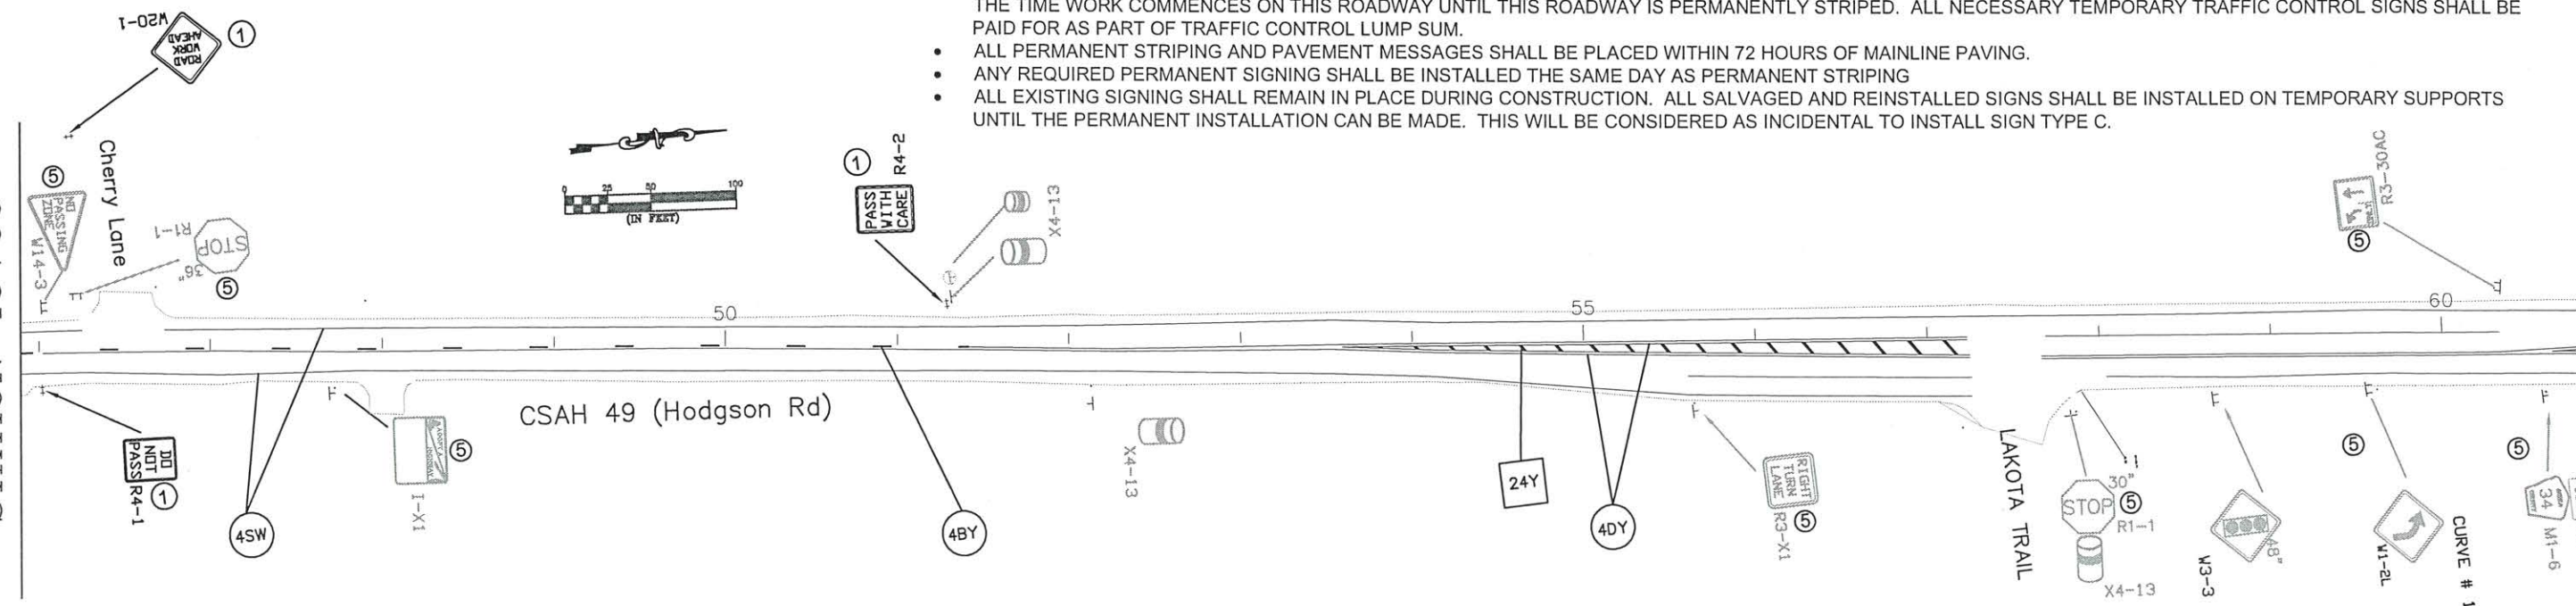 THE TIME WORK COMMENCES ON THIS ROADWAY UNTIL THIS ROADWAY IS PERMANENTLY STRIPED. ALL NECESSARY TEMPORARY TRAFFIC CONTROL SIGNS SHALL BE
PAID FOR AS PART OF TRAFFIC CONTROL LUMP SUM.
• ALL PERMANENT STRIPING AND PAVEMENT MESSAGES SHALL BE PLACED WITHIN 72 HOURS OF MAINLINE PAVING.
• ANY REQUIRED PERMANENT SIGNING SHALL BE INSTALLED THE SAME DAY AS PERMANENT STRIPING
• ALL EXISTING SIGNING SHALL REMAIN IN PLACE DURING CONSTRUCTION. ALL SALVAGED AND REINSTALLED SIGNS SHALL BE INSTALLED ON TEMPORARY SUPPORTS
UNTIL THE PERMANENT INSTALLATION CAN BE MADE. THIS WILL BE CONSIDERED AS INCIDENTAL TO INSTALL SIGN TYPE C.
W20-1
ROAD
WORK
AHEAD
1
Cherry Lane
5
NO
PASSING
ZONE
W14-3
R1-1
STOP
36"
5
0 25 50 100
(IN FEET)
1
R4-2
PASS
WITH
CARE
X4-13
R3-30AC
ONLY
5
50
55
60
DO
NOT
PASS
R4-1
1
4SW
ADOPT A
HIGHWAY
5
I-X1
CSAH 49 (Hodgson Rd)
4BY
X4-13
24Y
4DY
RIGHT
TURN
LANE
R3-X1
5
LAKOTA TRAIL
30"
STOP
5
R1-1
X4-13
48"
W3-3
5
W1-2L
CURVE # 1
5
34
M1-6